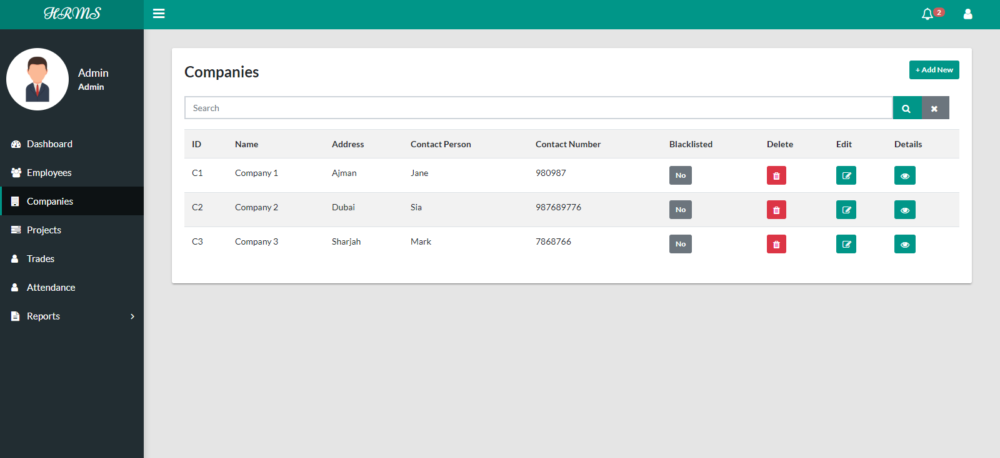 HRMS
2
Admin
Admin
Dashboard
Employees
Companies
Projects
Trades
Attendance
Reports
Companies
+ Add New
Search
ID Name Address Contact Person Contact Number Blacklisted Delete Edit Details
C1 Company 1 Ajman Jane 980987 No
C2 Company 2 Dubai Sia 987689776 No
C3 Company 3 Sharjah Mark 7868766 No